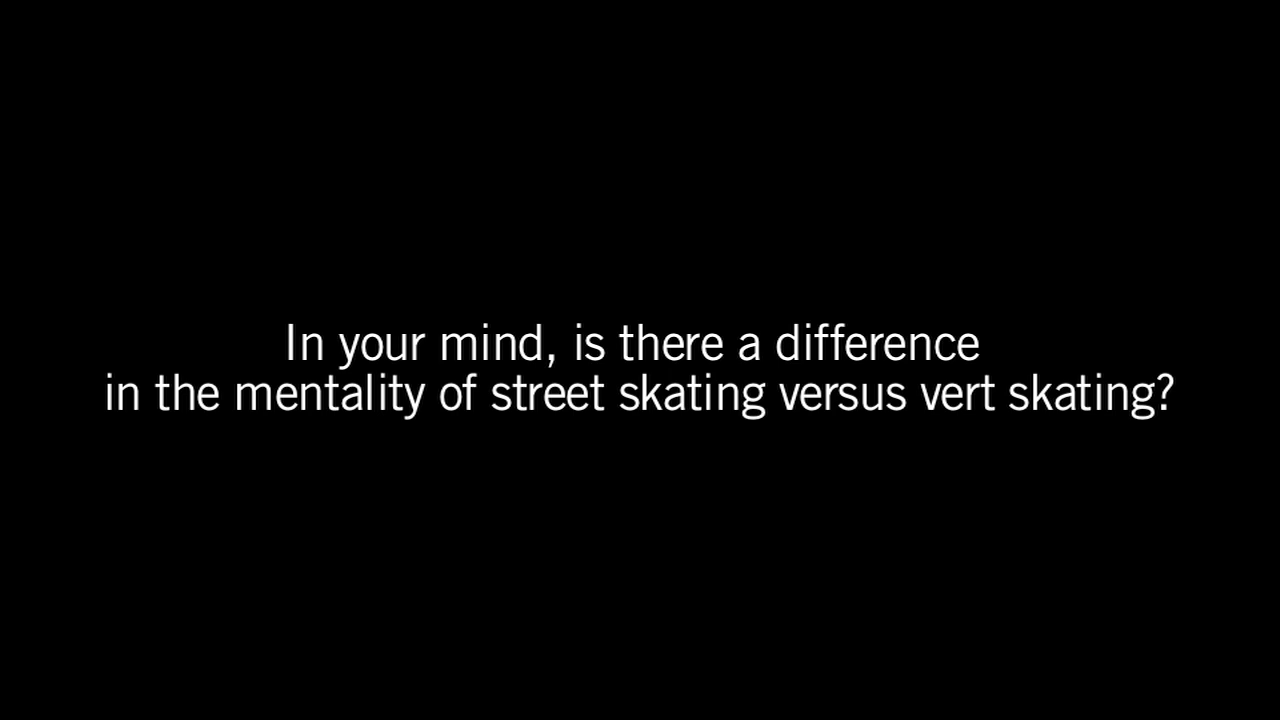 In your mind, is there a difference
in the mentality of street skating versus vert skating?